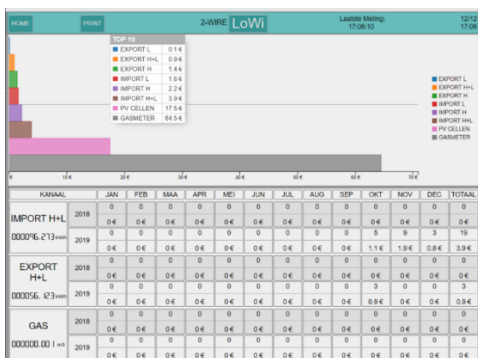 HOME PRINT 2-WIRE LoWi Laatste Meting: 12/12
17:06:10 17:06
TOP 10
EXPORT L 0.1€
EXPORT H+L 0.9€
EXPORT H 1.4€
IMPORT L 1.6€
IMPORT H 2.2€
IMPORT H+L 3.9€
PV CELLEN 17.5€
GASMETER 64.5€
EXPORT L
EXPORT H+L
EXPORT H
IMPORT L
IMPORT H
IMPORT H+L
PV CELLEN
GASMETER
€ 10€ 20€ 30€ 40€ 50€ 60€ 70€
KANAAL JAN FEB MAA APR MEI JUN JUL AUG SEP OKT NOV DEC TOTAAL
IMPORT H+L 2018 0 0 0 0 0 0 0 0 0 0 0 0 0
0€ 0€ 0€ 0€ 0€ 0€ 0€ 0€ 0€ 0€ 0€ 0€ 0€
000096.273 kWh 2019 0 0 0 0 0 0 0 0 0 5 9 3 19
0€ 0€ 0€ 0€ 0€ 0€ 0€ 0€ 0€ 1.1€ 1.9€ 0.8€ 3.9€
EXPORT H+L 2018 0 0 0 0 0 0 0 0 0 0 0 0 0
0€ 0€ 0€ 0€ 0€ 0€ 0€ 0€ 0€ 0€ 0€ 0€ 0€
000056.123 kWh 2019 0 0 0 0 0 0 0 0 0 3 0 0 3
0€ 0€ 0€ 0€ 0€ 0€ 0€ 0€ 0€ 0.9€ 0€ 0€ 0.9€
GAS 2018 0 0 0 0 0 0 0 0 0 0 0 0 0
0€ 0€ 0€ 0€ 0€ 0€ 0€ 0€ 0€ 0€ 0€ 0€ 0€
000000.001 m3 2019 0 0 0 0 0 0 0 0 0 0 0 0 0
0€ 0€ 0€ 0€ 0€ 0€ 0€ 0€ 0€ 0€ 0€ 0€ 0€